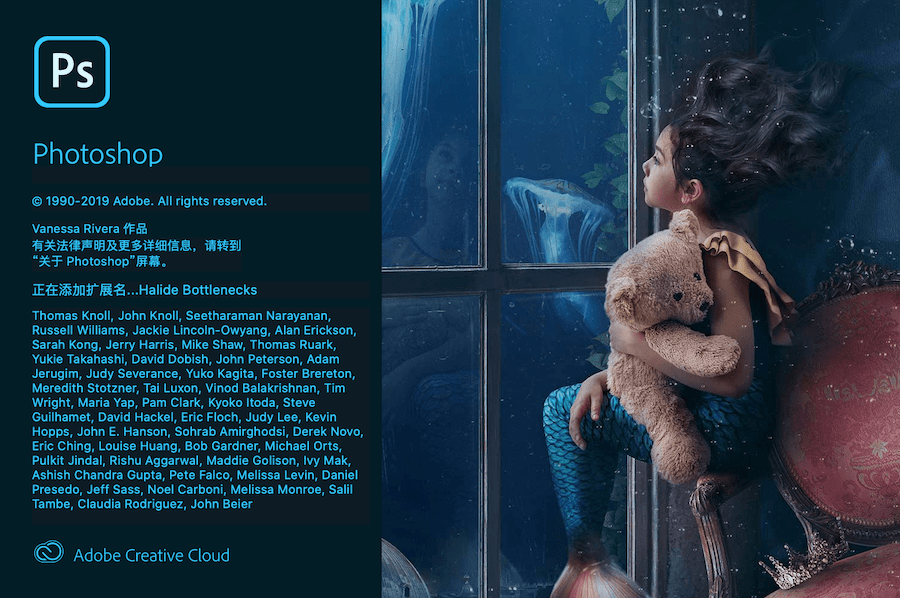 Ps
Photoshop
© 1990-2019 Adobe. All rights reserved.
Vanessa Rivera 作品
有关法律声明及更多详细信息，请转到
“关于 Photoshop”屏幕。
正在添加扩展名...Halide Bottlenecks
Thomas Knoll, John Knoll, Seetharaman Narayanan,
Russell Williams, Jackie Lincoln-Owyang, Alan Erickson,
Sarah Kong, Jerry Harris, Mike Shaw, Thomas Ruark,
Yukie Takahashi, David Dobish, John Peterson, Adam
Jerugim, Judy Severance, Yuko Kagita, Foster Brereton,
Meredith Stotzner, Tai Luxon, Vinod Balakrishnan, Tim
Wright, Maria Yap, Pam Clark, Kyoko Itoda, Steve
Guilhamet, David Hackel, Eric Floch, Judy Lee, Kevin
Hopps, John E. Hanson, Sohrab Amirghodsi, Derek Novo,
Eric Ching, Louise Huang, Bob Gardner, Michael Orts,
Pulkit Jindal, Rishu Aggarwal, Maddie Golison, Ivy Mak,
Ashish Chandra Gupta, Pete Falco, Melissa Levin, Daniel
Presedo, Jeff Sass, Noel Carboni, Melissa Monroe, Salil
Tambe, Claudia Rodriguez, John Beier
Adobe Creative Cloud